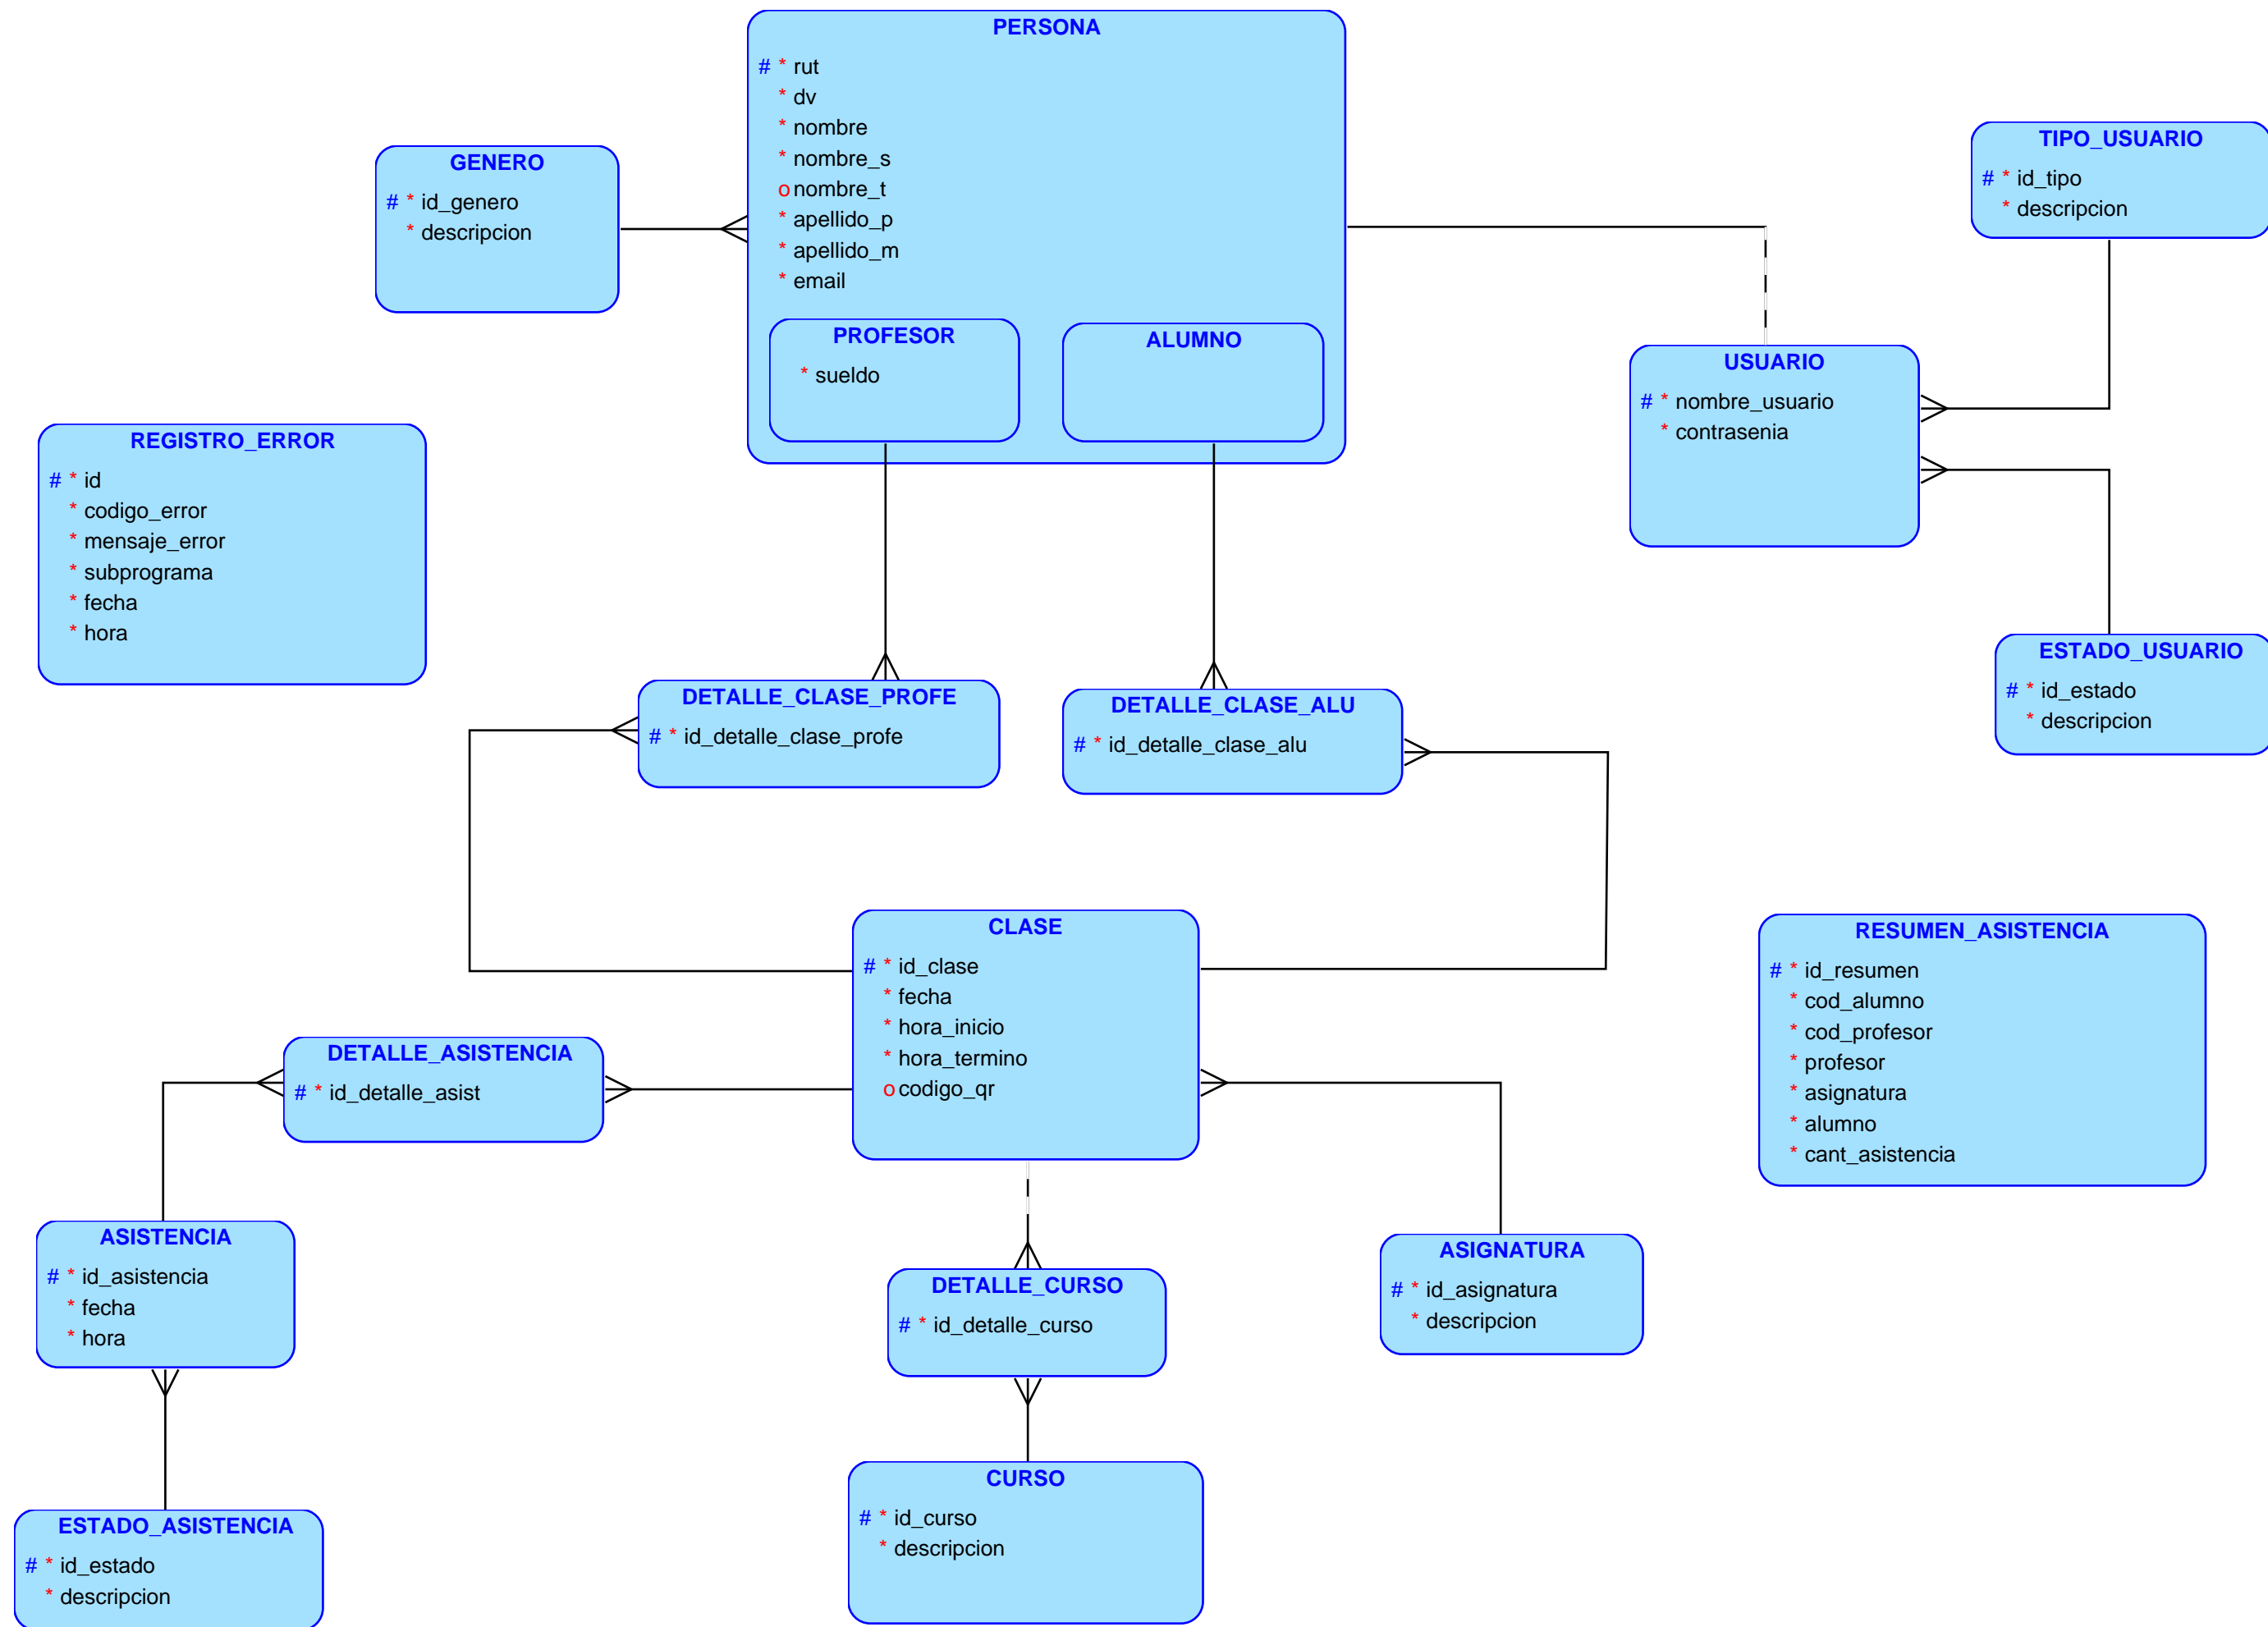 PERSONA
# * rut
* dv
* nombre
* nombre_s
o nombre_t
* apellido_p
* apellido_m
* email
PROFESOR
* sueldo
ALUMNO
GENERO
# * id_genero
* descripcion
TIPO_USUARIO
# * id_tipo
* descripcion
USUARIO
# * nombre_usuario
* contrasenia
REGISTRO_ERROR
# * id
* codigo_error
* mensaje_error
* subprograma
* fecha
* hora
ESTADO_USUARIO
# * id_estado
* descripcion
DETALLE_CLASE_PROFE
# * id_detalle_clase_profe
DETALLE_CLASE_ALU
# * id_detalle_clase_alu
CLASE
# * id_clase
* fecha
* hora_inicio
* hora_termino
o codigo_qr
RESUMEN_ASISTENCIA
# * id_resumen
* cod_alumno
* cod_profesor
* profesor
* asignatura
* alumno
* cant_asistencia
DETALLE_ASISTENCIA
# * id_detalle_asist
ASISTENCIA
# * id_asistencia
* fecha
* hora
DETALLE_CURSO
# * id_detalle_curso
ASIGNATURA
# * id_asignatura
* descripcion
CURSO
# * id_curso
* descripcion
ESTADO_ASISTENCIA
# * id_estado
* descripcion